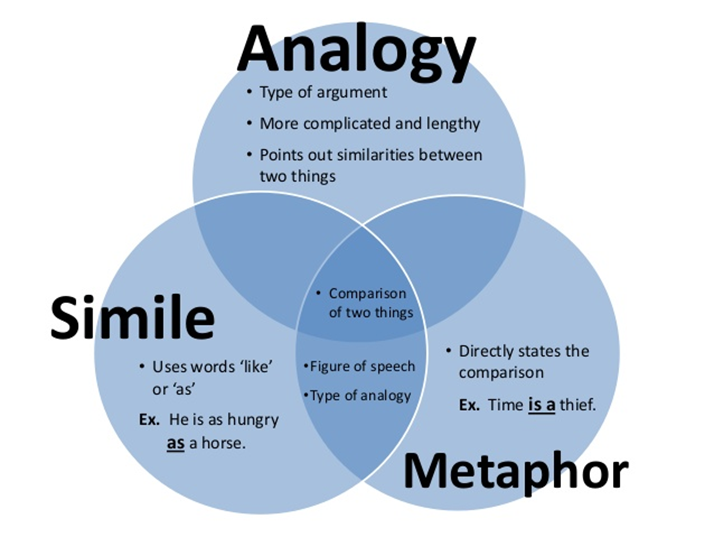 Analogy
• Type of argument
• More complicated and lengthy
• Points out similarities between
two things
Simile
• Uses words ‘like’
or ‘as’
Ex. He is as hungry
as a horse.
• Comparison
of two things
•Figure of speech
•Type of analogy
• Directly states the
comparison
Ex. Time is a thief.
Metaphor